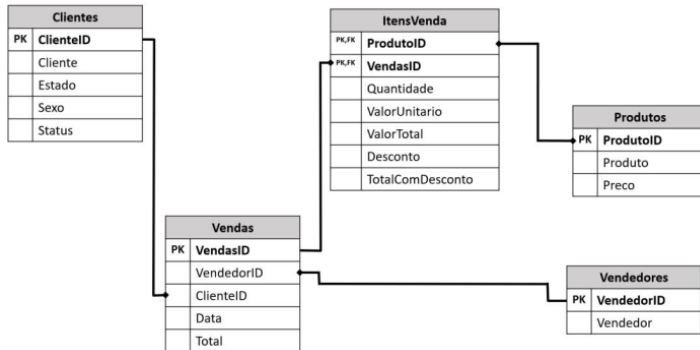 Clientes
PK ClienteID
Cliente
Estado
Sexo
Status
ItensVenda
PK,FK ProdutoID
PK,FK VendasID
Quantidade
ValorUnitario
ValorTotal
Desconto
TotalComDesconto
Produtos
PK ProdutoID
Produto
Preco
Vendas
PK VendasID
VendedorID
ClienteID
Data
Total
Vendedores
PK VendedorID
Vendedor